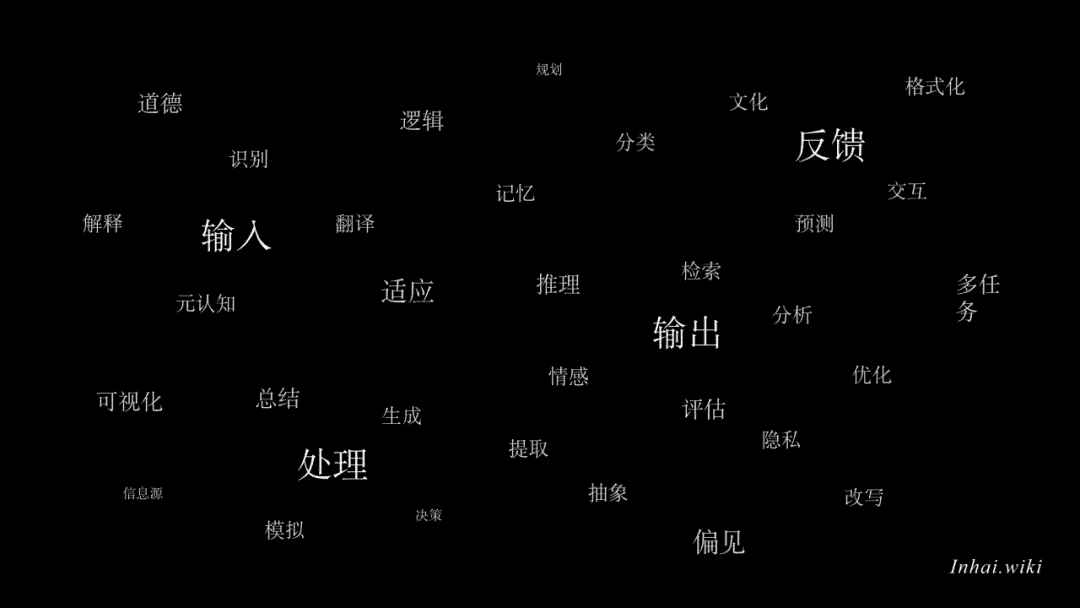 规划
格式化
文化
道德
逻辑
分类
反馈
识别
交互
记忆
解释
输入
翻译
预测
检索
推理
多任
务
适应
元认知
分析
输出
情感
优化
总结
可视化
评估
生成
隐私
提取
处理
信息源
抽象
改写
决策
模拟
偏见
Inhai.wiki